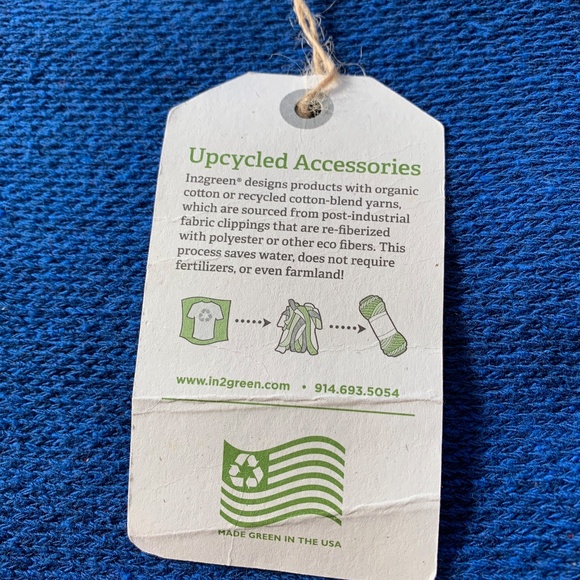 Upcycled Accessories
In2green® designs products with organic
cotton or recycled cotton-blend yarns,
which are sourced from post-industrial
fabric clippings that are re-fiberized
with polyester or other eco fibers. This
process saves water, does not require
fertilizers, or even farmland!
www.in2green.com • 914.693.5054
MADE GREEN IN THE USA